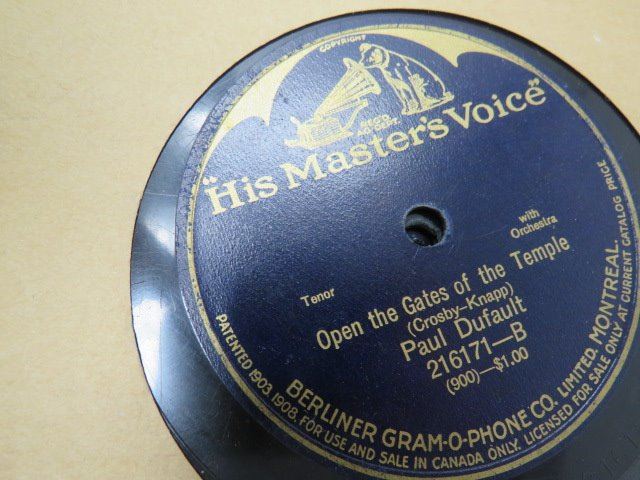 COPYRIGHT
"His Master's Voice"
Tenor
with
Orchestra
Open the Gates of the Temple
(Crosby-Knapp)
Paul Dufault
216171—B
(900)—$1.00
BERLINER GRAM-O-PHONE CO. LIMITED, MONTREAL.
PATENTED 1903, 1908, FOR USE AND SALE IN CANADA ONLY. LICENSED FOR SALE ONLY AT CURRENT CATALOG PRICE